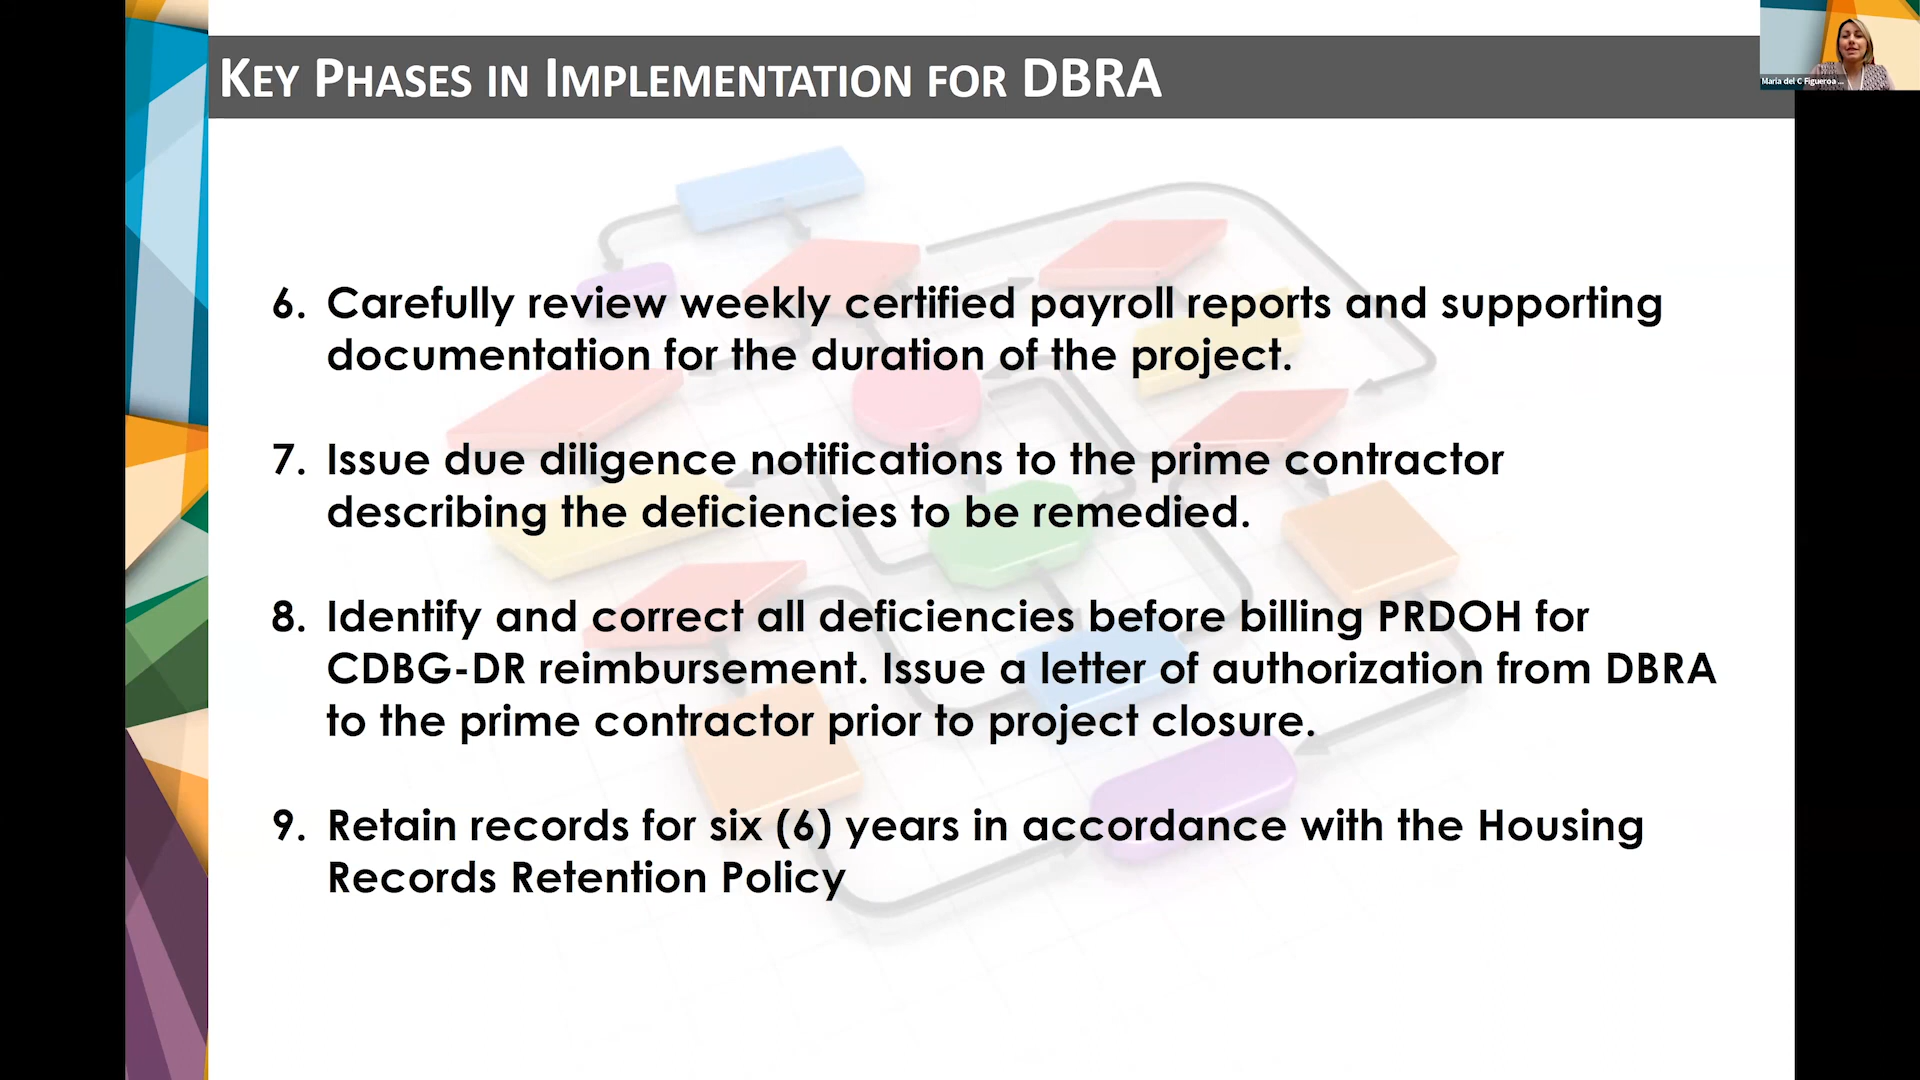 KEY PHASES IN IMPLEMENTATION FOR DBRA
Maria del C Figueroa ...
6. Carefully review weekly certified payroll reports and supporting
documentation for the duration of the project.
7. Issue due diligence notifications to the prime contractor
describing the deficiencies to be remedied.
8. Identify and correct all deficiencies before billing PRDOH for
CDBG-DR reimbursement. Issue a letter of authorization from DBRA
to the prime contractor prior to project closure.
9. Retain records for six (6) years in accordance with the Housing
Records Retention Policy